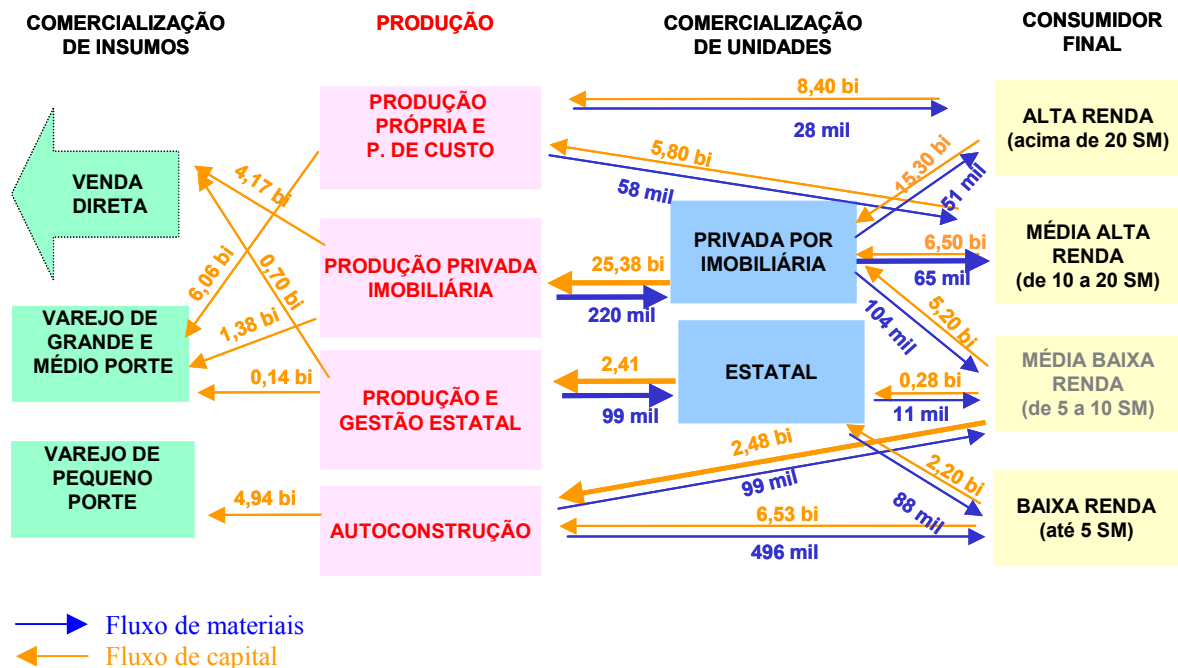 COMERCIALIZAÇÃO
DE INSUMOS
PRODUÇÃO
COMERCIALIZAÇÃO
DE UNIDADES
CONSUMIDOR
FINAL
VENDA
DIRETA
VAREJO DE
GRANDE E
MÉDIO PORTE
VAREJO DE
PEQUENO
PORTE
4,17 bi
6,06 bi
0,70 bi
1,38 bi
0,14 bi
4,94 bi
PRODUÇÃO
PRÓPRIA E
P. DE CUSTO
PRODUÇÃO PRIVADA
IMOBILIÁRIA
PRODUÇÃO E
GESTÃO ESTATAL
AUTOCONSTRUÇÃO
8,40 bi
28 mil
5,80 bi
58 mil
25,38 bi
220 mil
2,41
99 mil
2,48 bi
99 mil
6,53 bi
496 mil
PRIVADA POR
IMOBILIÁRIA
ESTATAL
15,30 bi
51 mil
6,50 bi
65 mil
5,20 bi
104 mil
0,28 bi
11 mil
2,20 bi
88 mil
ALTA RENDA
(acima de 20 SM)
MÉDIA ALTA
RENDA
(de 10 a 20 SM)
MÉDIA BAIXA
RENDA
(de 5 a 10 SM)
BAIXA RENDA
(até 5 SM)
Fluxo de materiais
Fluxo de capital